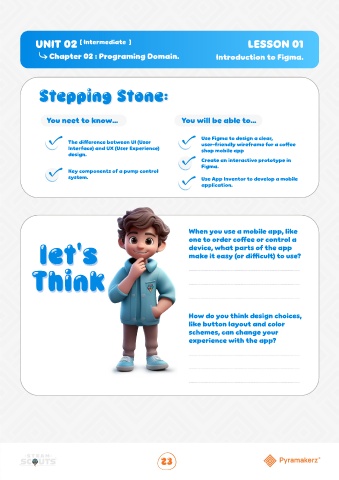 UNIT 02 [ Intermediate ]
LESSON 01
Chapter 02 : Programing Domain.
Introduction to Figma.
Stepping Stone:
You neet to know...
The difference between UI (User
Interface) and UX (User Experience)
design.
Key components of a pump control
system.
You will be able to...
Use Figma to design a clear,
user-friendly wireframe for a coffee
shop mobile app
Create an interactive prototype in
Figma.
Use App Inventor to develop a mobile
application.
let's
Think
When you use a mobile app, like
one to order coffee or control a
device, what parts of the app
make it easy (or difficult) to use?
How do you think design choices,
like button layout and color
schemes, can change your
experience with the app?
STEAM
SCOUTS
23
Pyramakerz